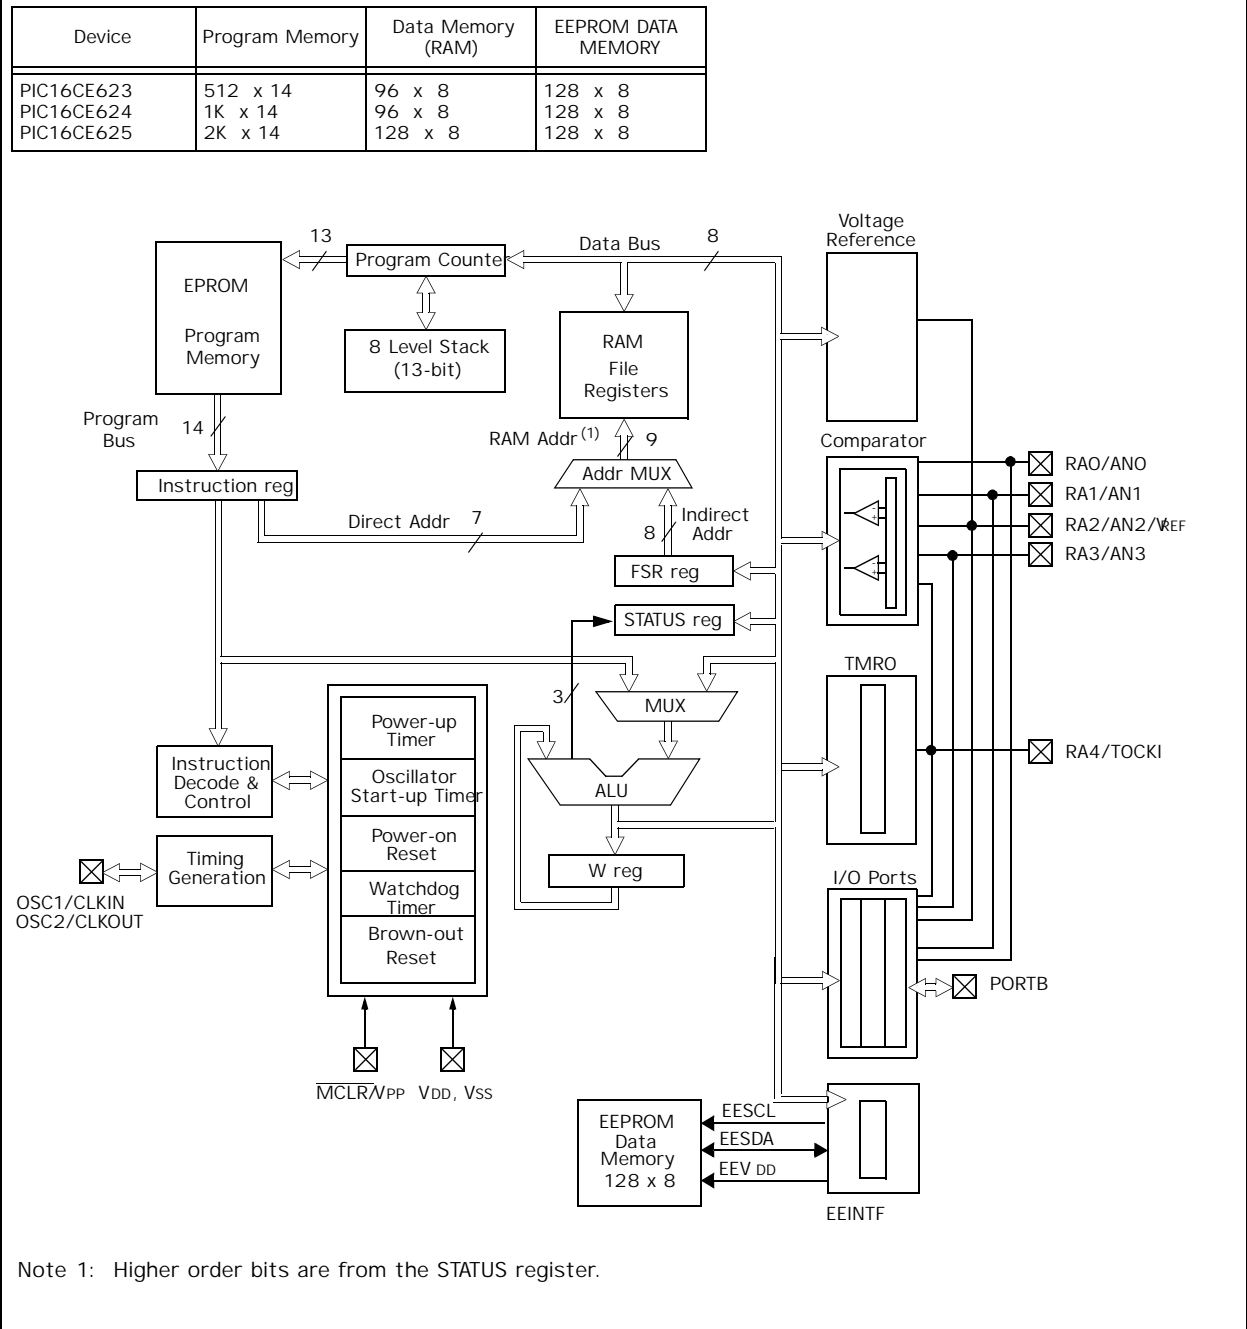 Device Program Memory Data Memory (RAM) EEPROM DATA MEMORY
PIC16CE623 512 x 14 96 x 8 128 x 8
PIC16CE624 1K x 14 96 x 8 128 x 8
PIC16CE625 2K x 14 128 x 8 128 x 8
Voltage
Reference
13
Data Bus
8
Program Counte
EPROM
Program
Memory
8 Level Stack
(13-bit)
RAM
File
Registers
Program
Bus
14
RAM Addr(1)
9
Comparator
Addr MUX
Instruction reg
Direct Addr
7
8
Indirect
Addr
FSR reg
STATUS reg
- +
- +
RA0/AN0
RA1/AN1
RA2/AN2/VREF
RA3/AN3
TMR0
3
MUX
Power-up
Timer
Oscillator
Start-up Timer
Power-on
Reset
Watchdog
Timer
Brown-out
Reset
Instruction
Decode &
Control
ALU
RA4/T0CKI
Timing
Generation
W reg
I/O Ports
OSC1/CLKIN
OSC2/CLKOUT
PORTB
MCLR/VPP VDD, VSS
EEPROM
Data
Memory
128 x 8
EESCL
EESDA
EEVDD
EEINTF
Note 1: Higher order bits are from the STATUS register.